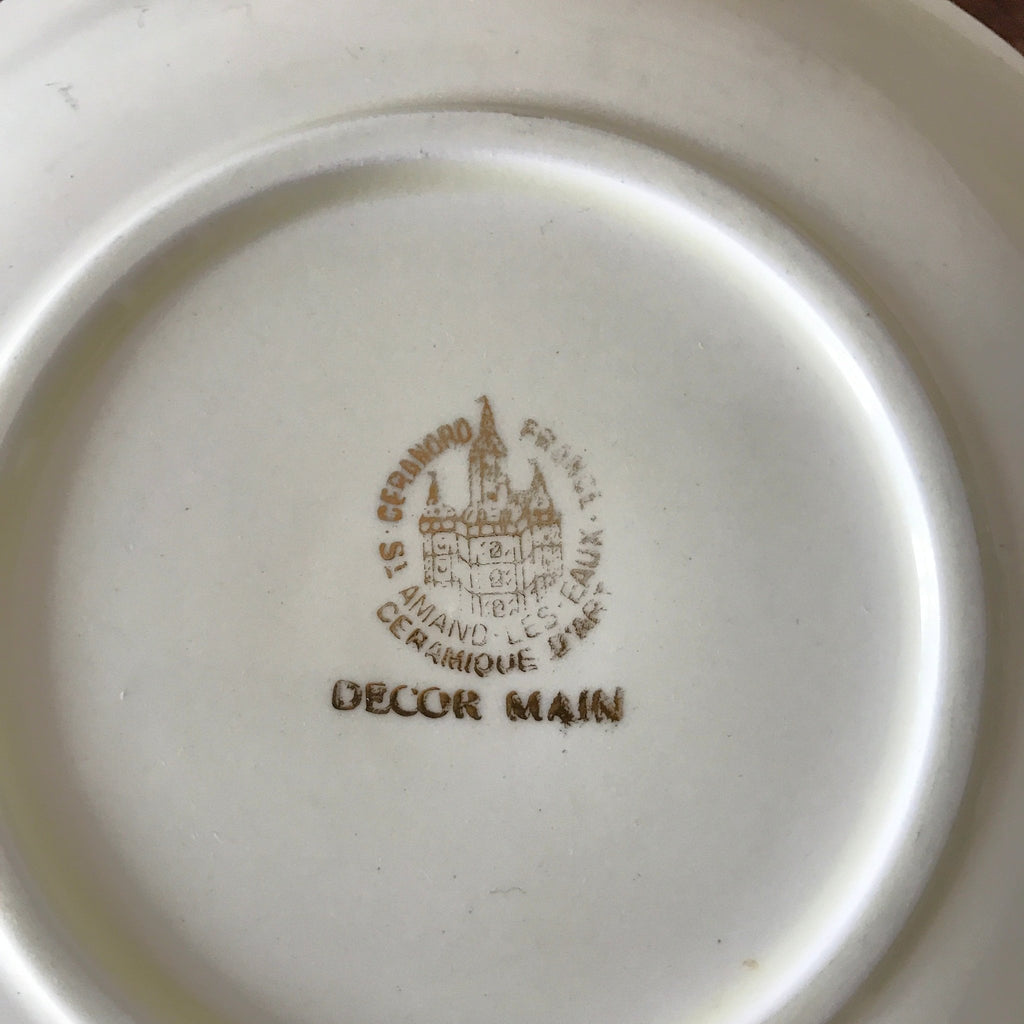 CERANORD FRANCE
ST AMAND · LES · EAUX ·
CERAMIQUE D'ART
DECOR MAIN